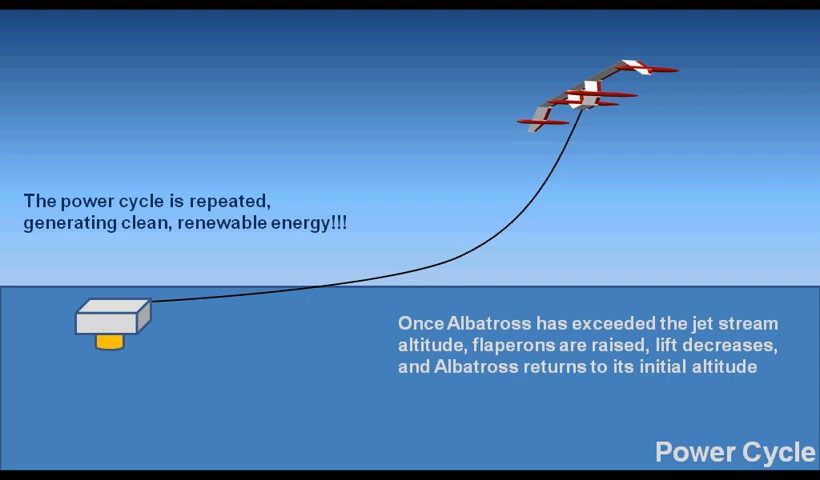 The power cycle is repeated,
generating clean, renewable energy!!!
Once Albatross has exceeded the jet stream
altitude, flaperons are raised, lift decreases,
and Albatross returns to its initial altitude
Power Cycle